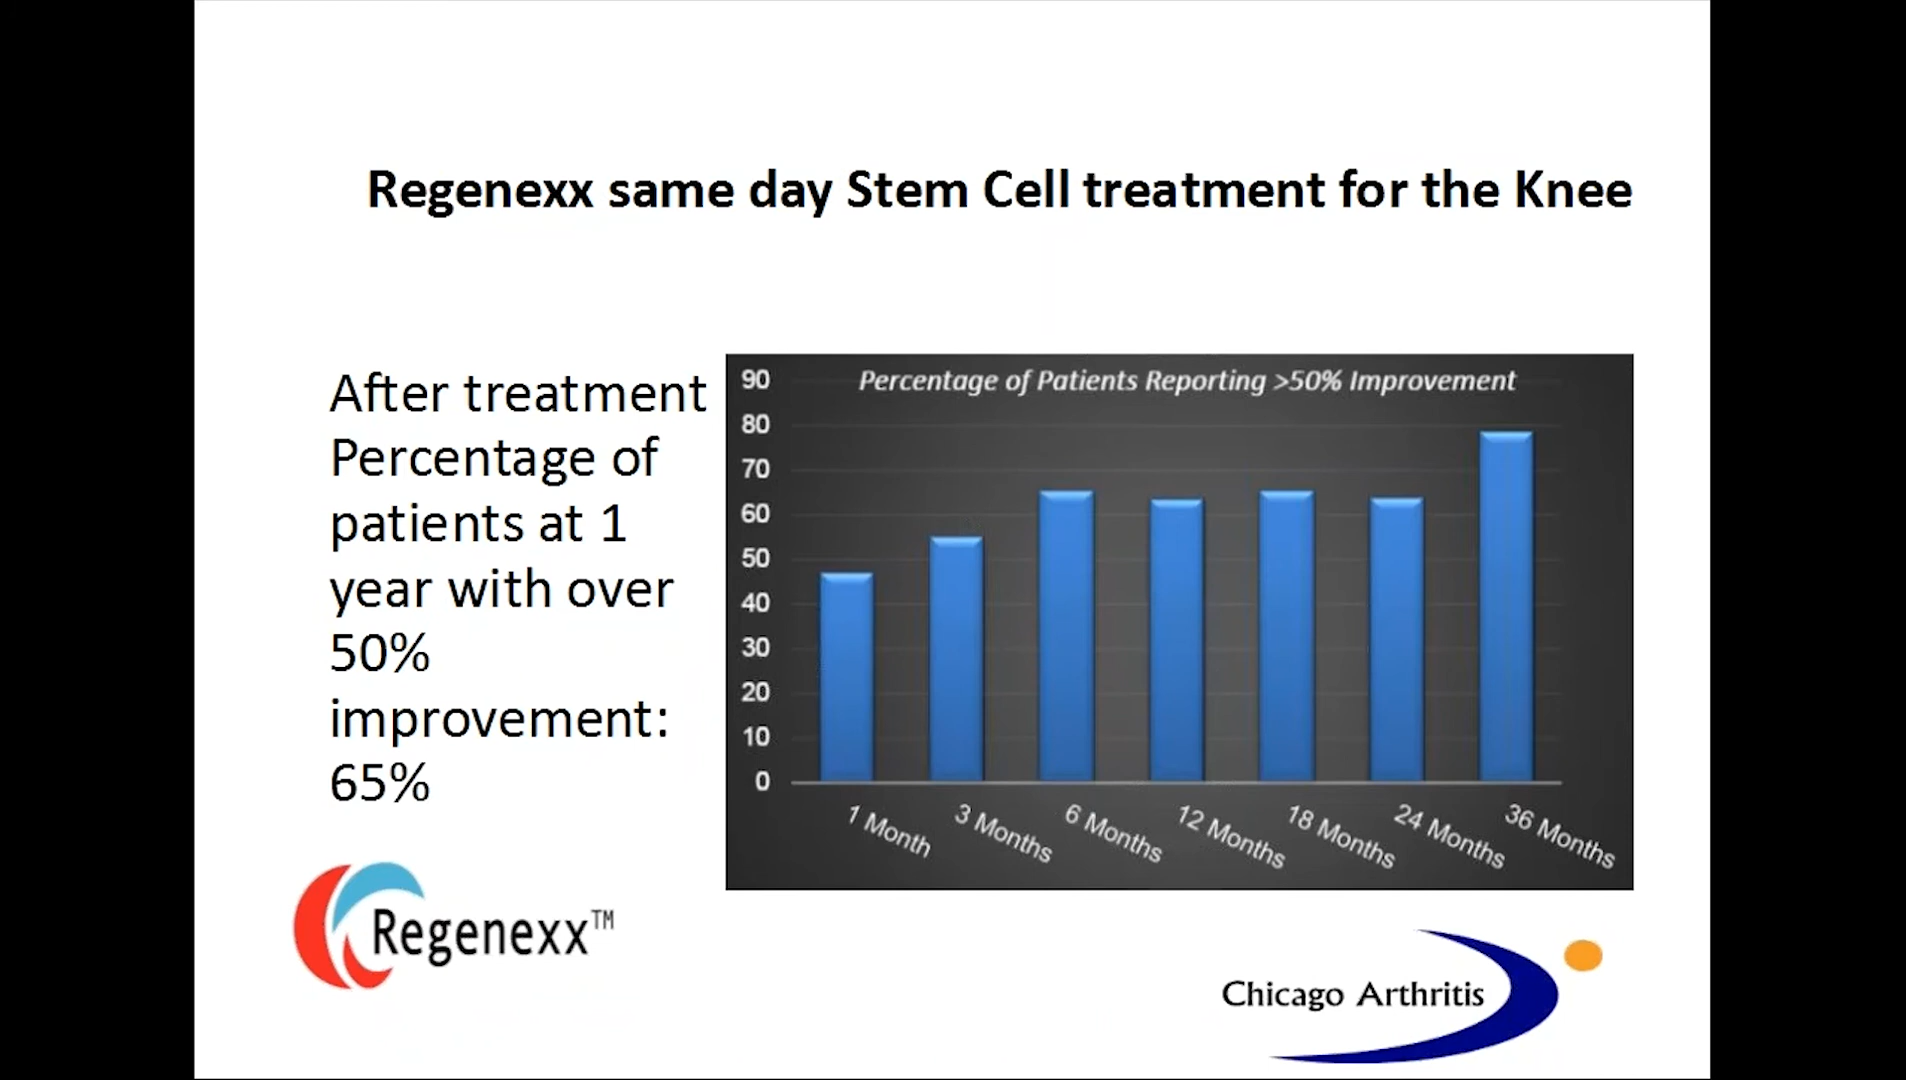 Regenexx same day Stem Cell treatment for the Knee
After treatment
Percentage of
patients at 1
year with over
50%
improvement:
65%
Percentage of Patients Reporting >50% Improvement
90
80
70
60
50
40
30
20
10
0
1 Month
3 Months
6 Months
12 Months
18 Months
24 Months
36 Months
Regenexx™
Chicago Arthritis